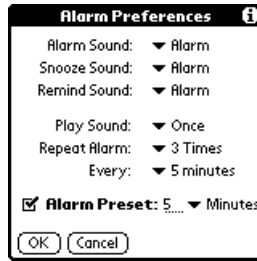 Alarm Preferences i
Alarm Sound: Alarm
Snooze Sound: Alarm
Remind Sound: Alarm
Play Sound: Once
Repeat Alarm: 3 Times
Every: 5 minutes
Alarm Preset: 5 Minutes
OK Cancel